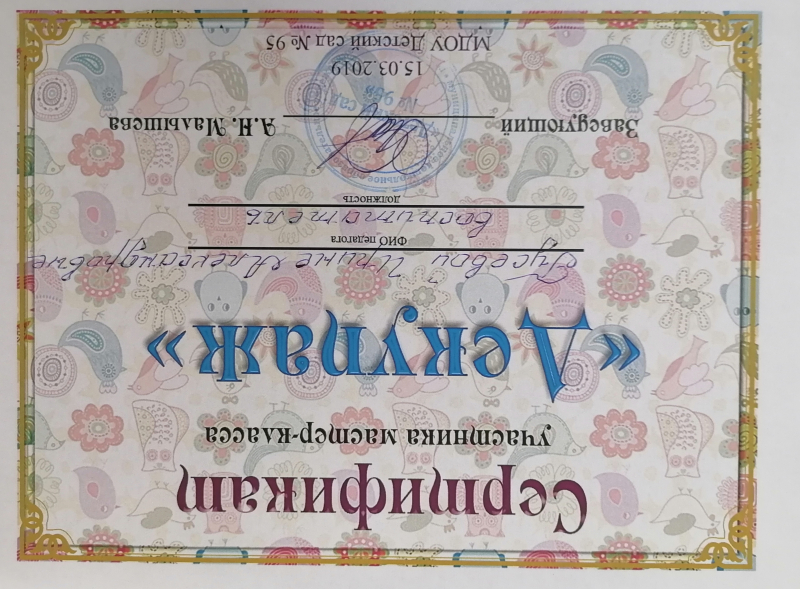 Сертификат
участника мастер-класса
«Декупаж»
Гусевой Ирине Александровне
ФИО педагога
воспитатель
должность
Заведующий А.Н. Малышева
15.03.2019
МДОУ Детский сад № 95